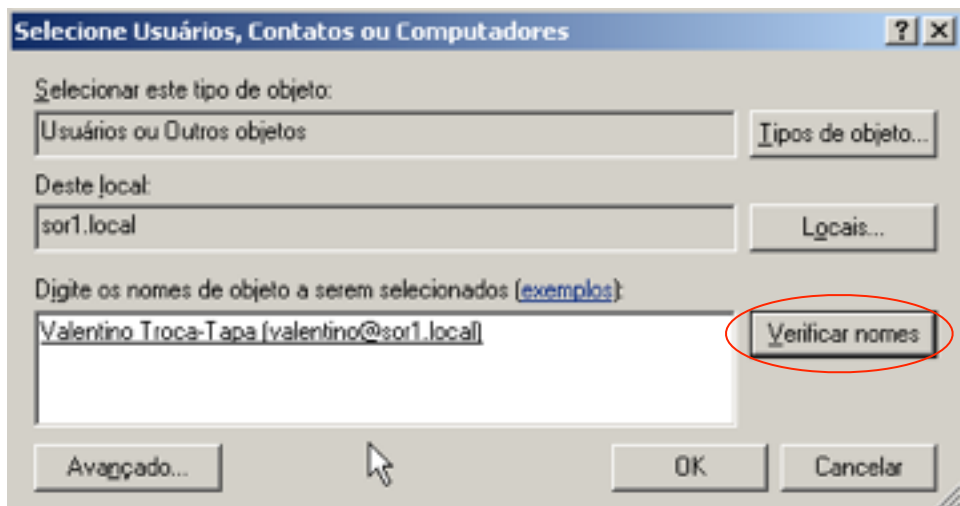 Selecione Usuários, Contatos ou Computadores
Selecionar este tipo de objeto:
Usuários ou Outros objetos
Tipos de objeto...
Deste local:
sor1.local
Locais...
Digite os nomes de objeto a serem selecionados (exemplos):
Valentino Troca-Tapa (valentino@sor1.local)
Verificar nomes
Avançado...
OK
Cancelar